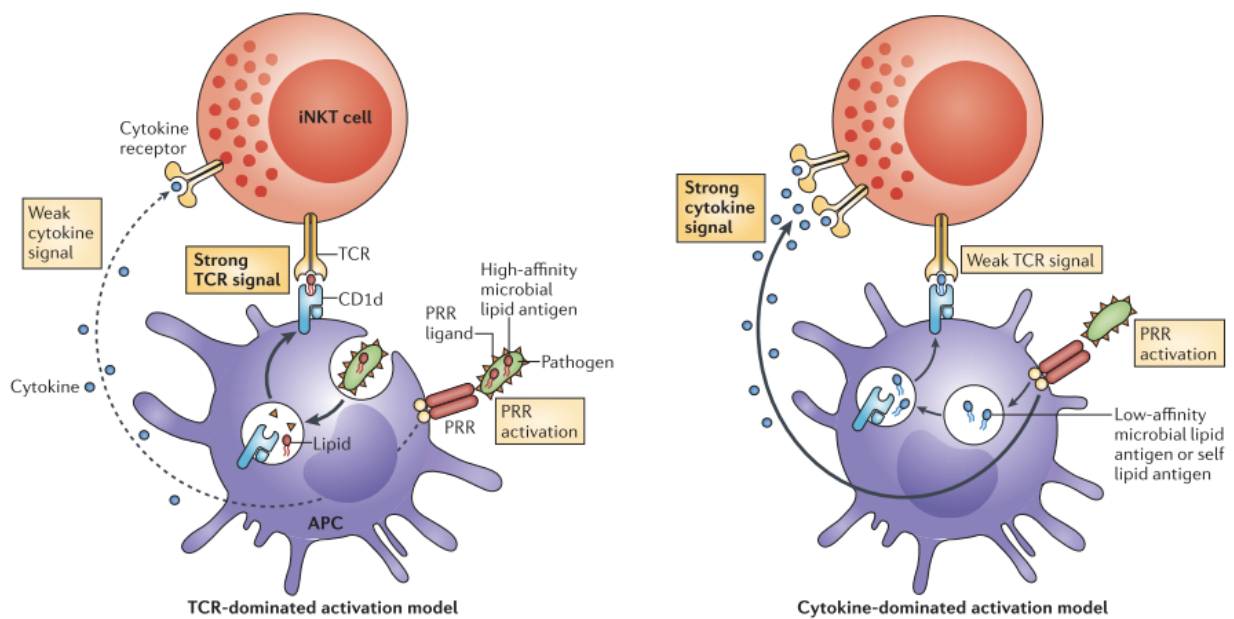 iNKT cell
Cytokine
receptor
Weak
cytokine
signal
Strong
TCR signal
TCR
CD1d
High-affinity
microbial
lipid antigen
PRR
ligand
Pathogen
Cytokine
Lipid
PRR
PRR
activation
APC
TCR-dominated activation model
Strong
cytokine
signal
Weak TCR signal
PRR
activation
Low-affinity
microbial lipid
antigen or self
lipid antigen
Cytokine-dominated activation model